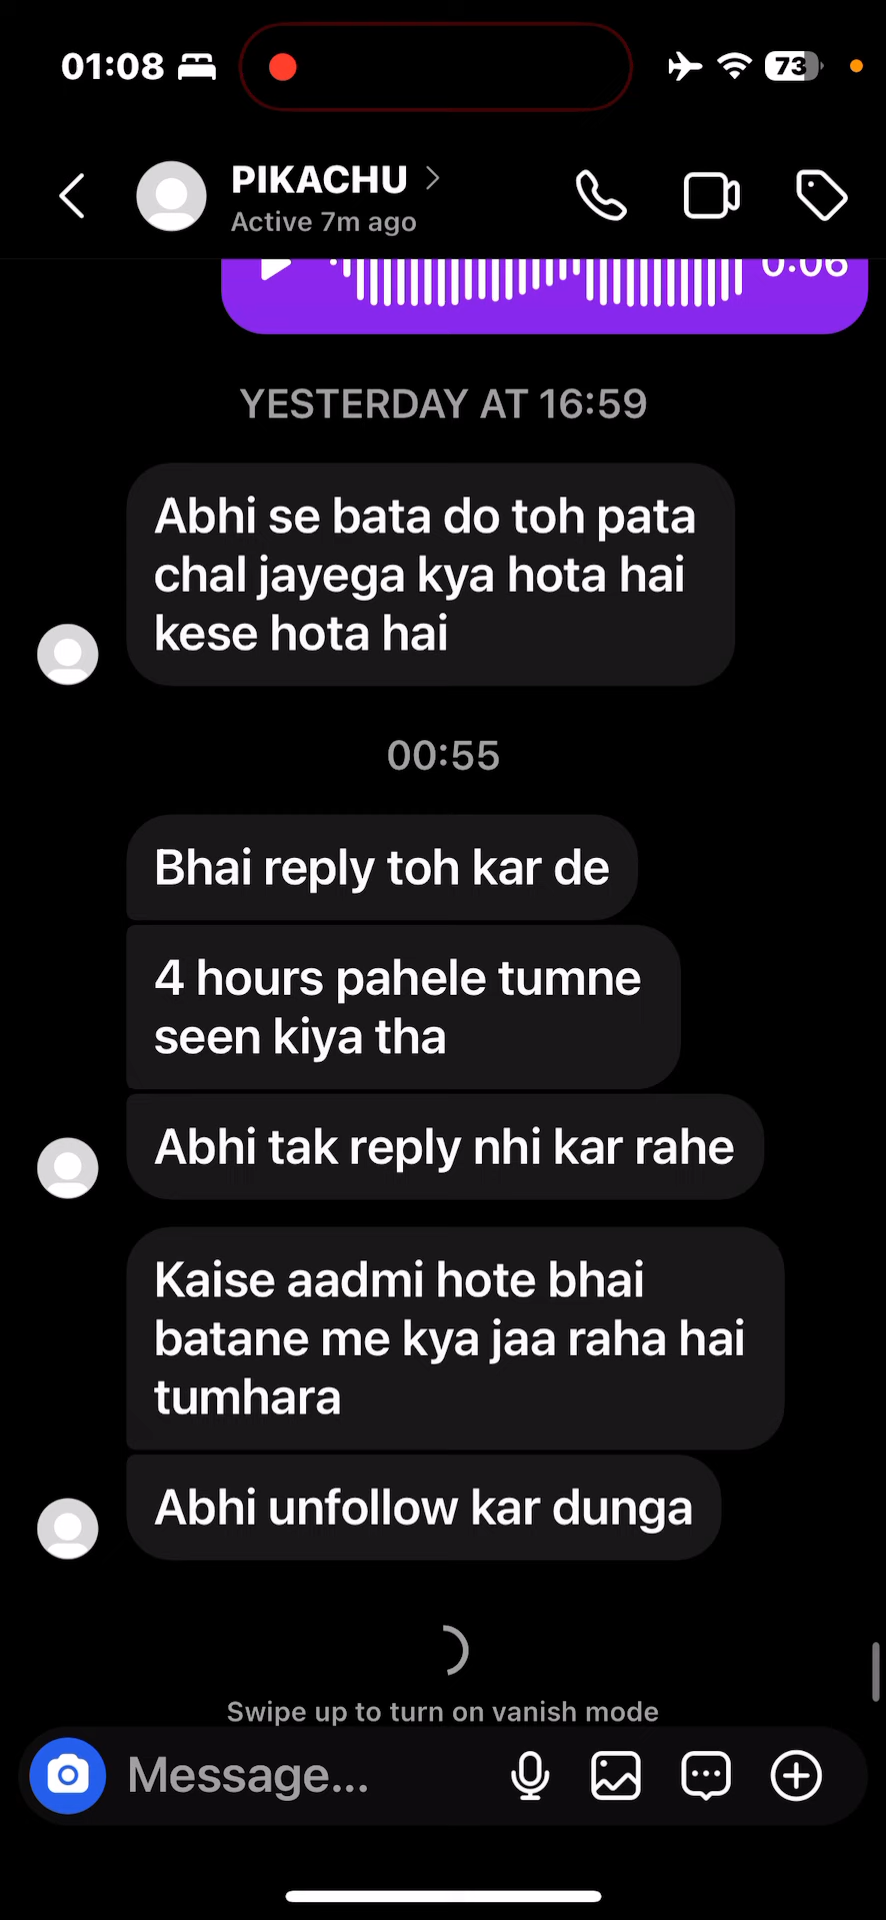 01:08
73
PIKACHU
Active 7m ago
0:06
YESTERDAY AT 16:59
Abhi se bata do toh pata
chal jayega kya hota hai
kese hota hai
00:55
Bhai reply toh kar de
4 hours pahele tumne
seen kiya tha
Abhi tak reply nhi kar rahe
Kaise aadmi hote bhai
batane me kya jaa raha hai
tumhara
Abhi unfollow kar dunga
Swipe up to turn on vanish mode
Message...